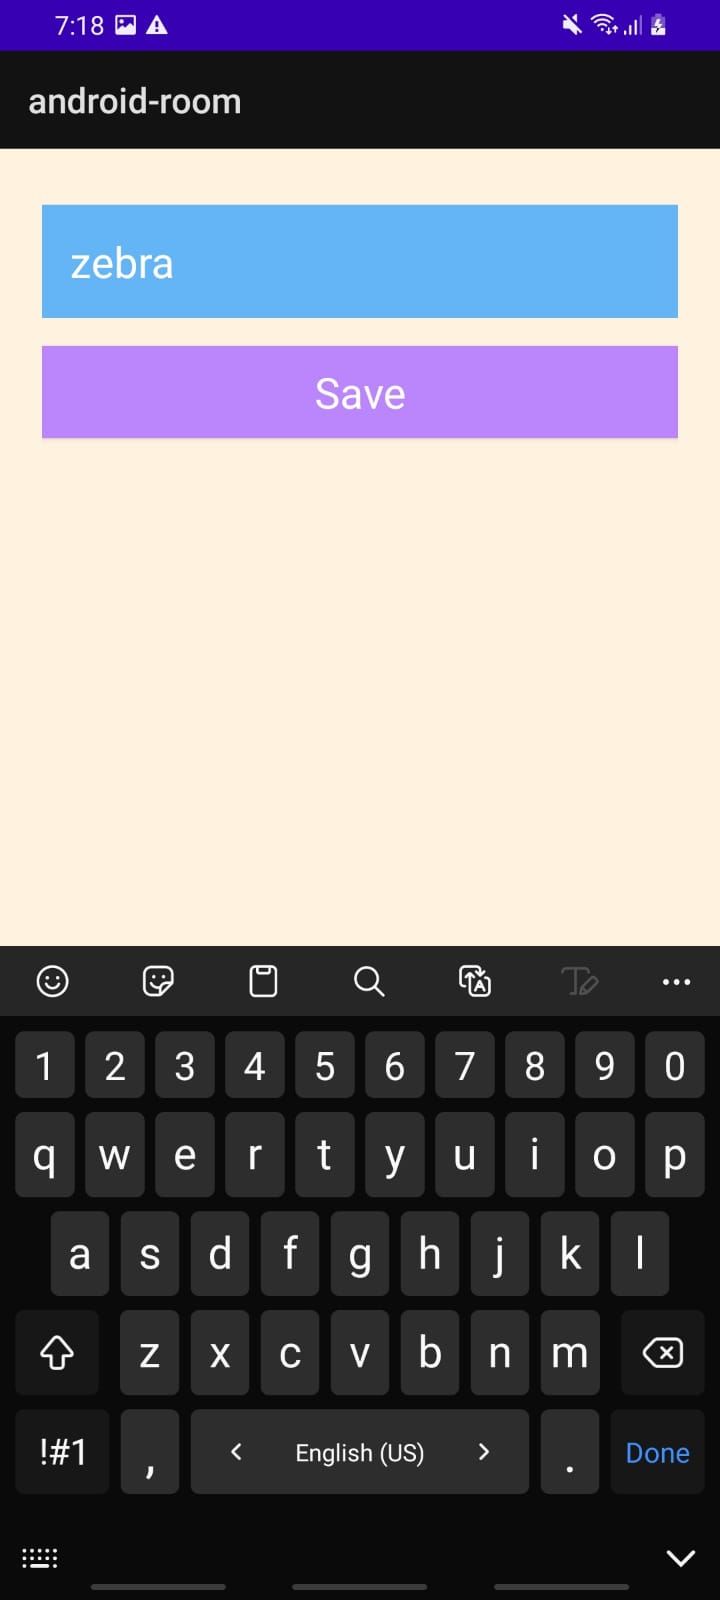 7:18
android-room
zebra
Save
1 2 3 4 5 6 7 8 9 0
q w e r t y u i o p
a s d f g h j k l
z x c v b n m
!#1 , < English (US) > . Done